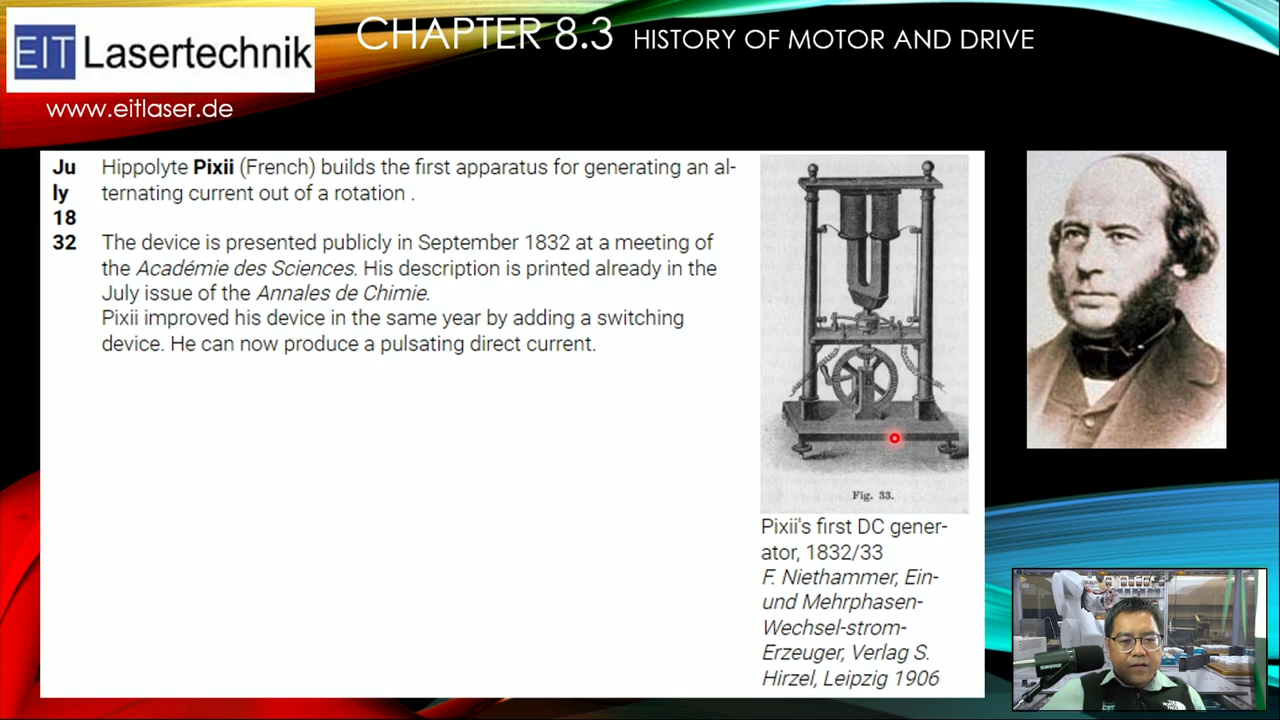 EIT Lasertechnik
CHAPTER 8.3 HISTORY OF MOTOR AND DRIVE
www.eitlaser.de
Ju
ly
18
32
Hippolyte Pixii (French) builds the first apparatus for generating an al-
ternating current out of a rotation .
The device is presented publicly in September 1832 at a meeting of
the Académie des Sciences. His description is printed already in the
July issue of the Annales de Chimie.
Pixii improved his device in the same year by adding a switching
device. He can now produce a pulsating direct current.
Fig. 33.
Pixii's first DC gener-
ator, 1832/33
F. Niethammer, Ein-
und Mehrphasen-
Wechsel-strom-
Erzeuger, Verlag S.
Hirzel, Leipzig 1906
SHURE